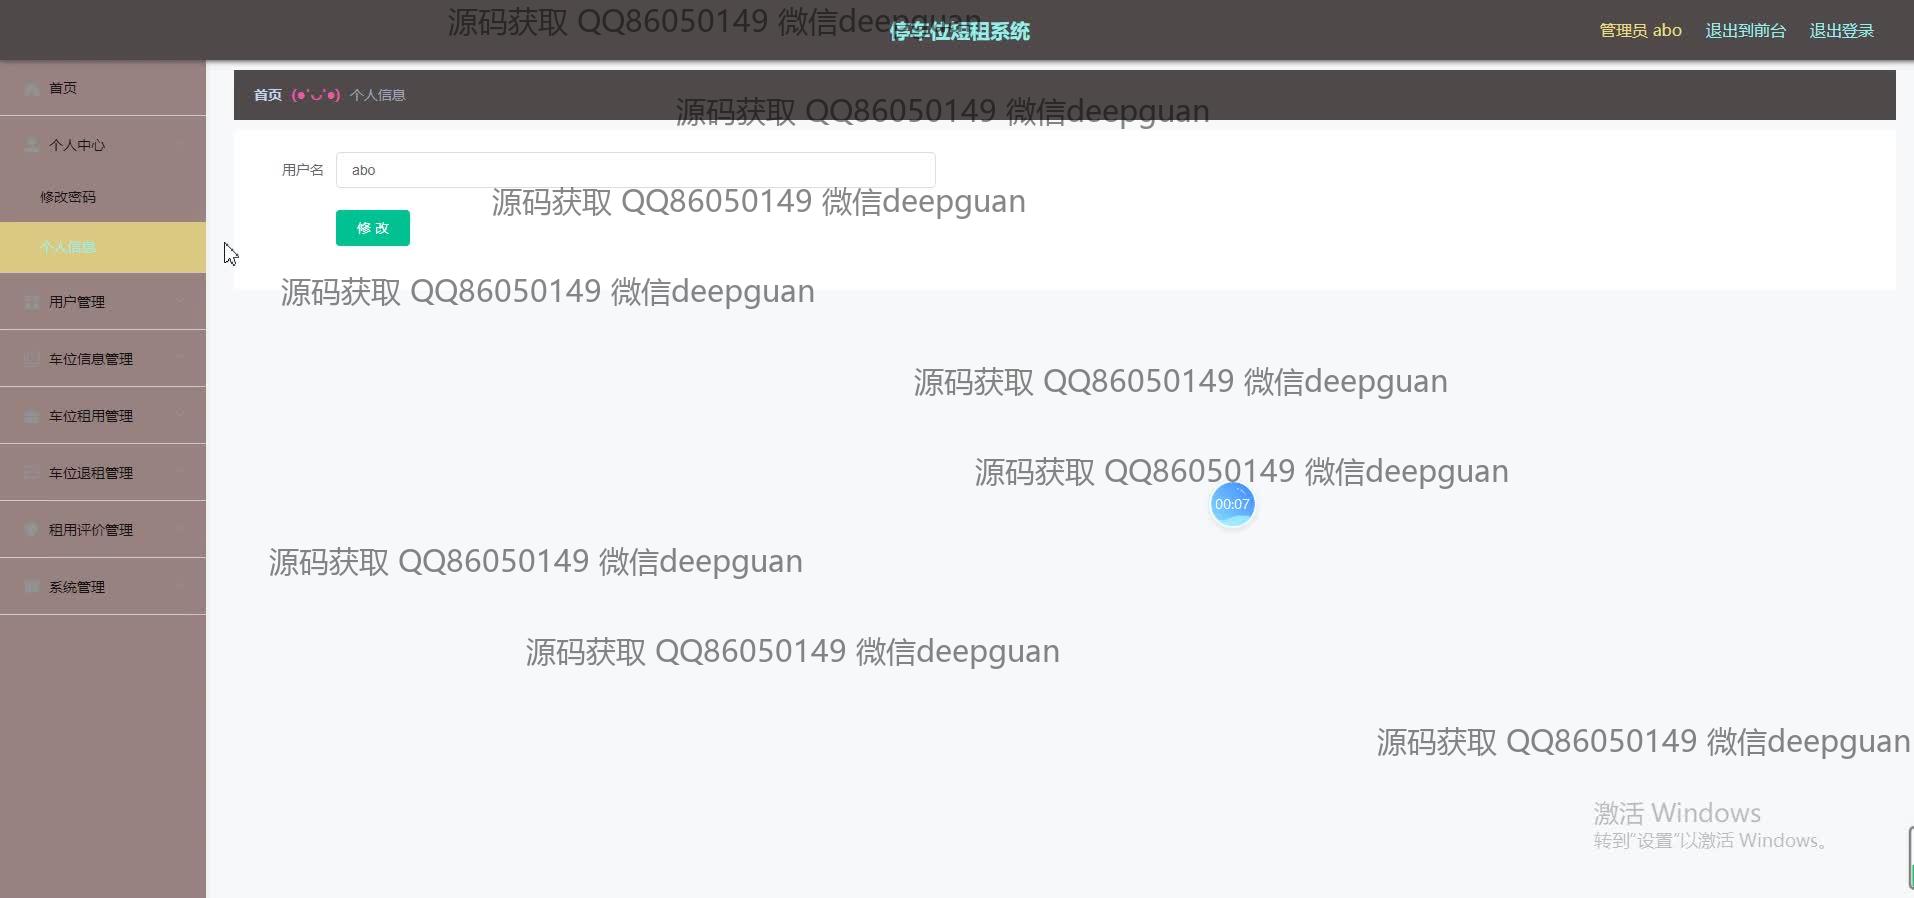 源码获取 QQ86050149 微信deepguan
停车位短租系统
管理员 abo 退出到前台 退出登录
首页
个人中心
修改密码
个人信息
用户管理
车位信息管理
车位租用管理
车位退租管理
租用评价管理
系统管理
首页 (●'◡'●) 个人信息
源码获取 QQ86050149 微信deepguan
用户名 abo
源码获取 QQ86050149 微信deepguan
修 改
源码获取 QQ86050149 微信deepguan
源码获取 QQ86050149 微信deepguan
源码获取 QQ86050149 微信deepguan
00:07
源码获取 QQ86050149 微信deepguan
源码获取 QQ86050149 微信deepguan
源码获取 QQ86050149 微信deepguan
激活 Windows
转到"设置"以激活 Windows。